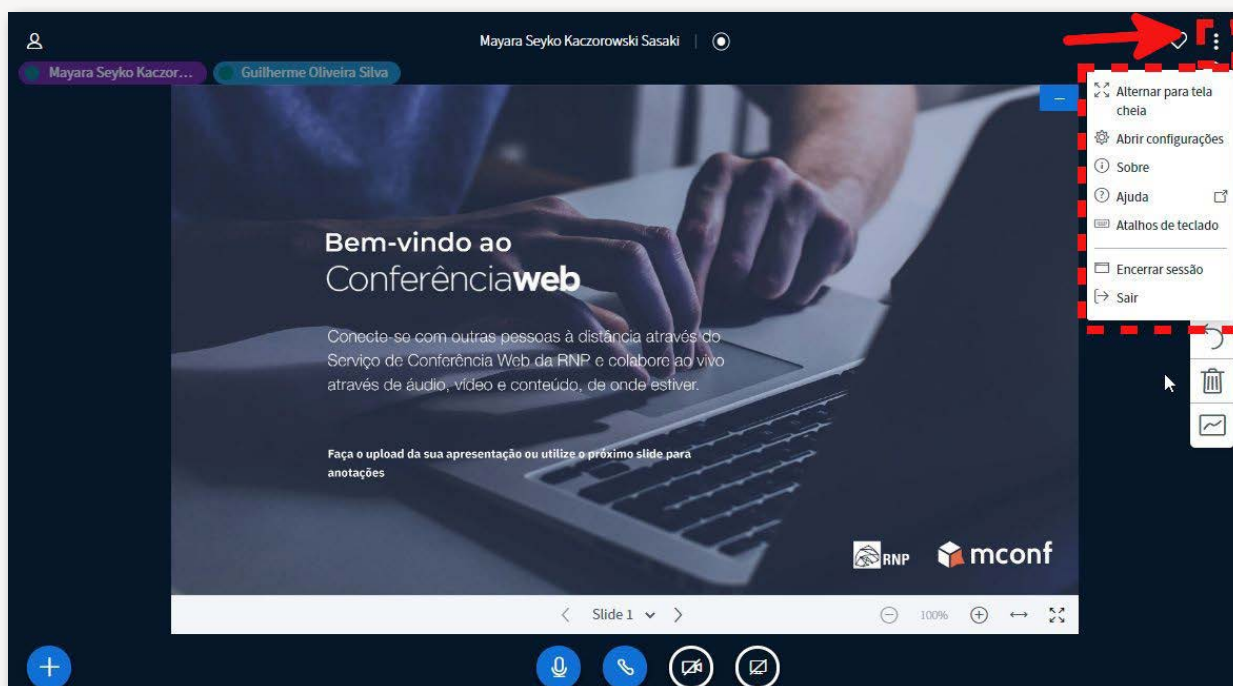 Mayara Seyko Kaczorowski Sasaki
Mayara Seyko Kaczor...
Guilherme Oliveira Silva
Alternar para tela
cheia
Abrir configurações
Sobre
Ajuda
Atalhos de teclado
Encerrar sessão
Sair
Bem-vindo ao
Conferênciaweb
Conecte-se com outras pessoas à distância através do
Serviço de Conferência Web da RNP e colabore ao vivo
através de áudio, vídeo e conteúdo, de onde estiver.
Faça o upload da sua apresentação ou utilize o próximo slide para
anotações
RNP
mconf
Slide 1
100%